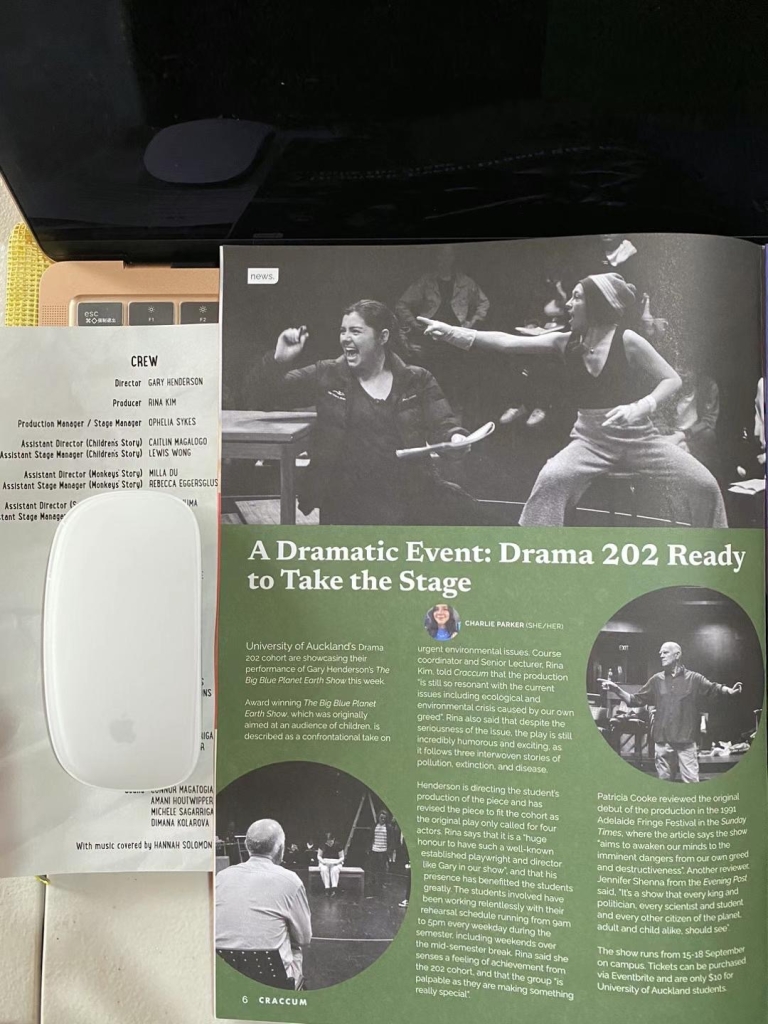 esc
F1
F2
CREW
Director GARY HENDERSON
Producer RINA KIM
Production Manager / Stage Manager OPHELIA SYKES
Assistant Director (Children's Story) CAITLIN MAGALOGO
Assistant Stage Manager (Children's Story) LEWIS WONG
Assistant Director (Monkeys Story) MILLA DU
Assistant Stage Manager (Monkeys Story) REBECCA EGGERSGLUS
Assistant Director
tant Stage Manager
CONNOR MAGATOGIA
AMANI HOUTWIPPER
MICHELE SAGARRIGA
DIMANA KOLAROVA
With music covered by HANNAH SOLOMON
news.
A Dramatic Event: Drama 202 Ready
to Take the Stage
CHARLIE PARKER (SHE/HER)
University of Auckland's Drama
202 cohort are showcasing their
performance of Gary Henderson's The
Big Blue Planet Earth Show this week.
Award winning The Big Blue Planet
Earth Show, which was originally
aimed at an audience of children, is
described as a confrontational take on
urgent environmental issues. Course
coordinator and Senior Lecturer, Rina
Kim, told Craccum that the production
"is still so resonant with the current
issues including ecological and
environmental crisis caused by our own
greed". Rina also said that despite the
seriousness of the issue, the play is still
incredibly humorous and exciting, as
it follows three interwoven stories of
pollution, extinction, and disease.
Henderson is directing the student's
production of the piece and has
revised the piece to fit the cohort as
the original play only called for four
actors. Rina says that it is a "huge
honour to have such a well-known
established playwright and director
like Gary in our show", and that his
presence has benefitted the students
greatly. The students involved have
been working relentlessly with their
rehearsal schedule running from 9am
to 5pm every weekday during the
semester, including weekends over
the mid-semester break. Rina said she
senses a feeling of achievement from
the 202 cohort, and that the group "is
palpable as they are making something
really special".
EXIT
Patricia Cooke reviewed the original
debut of the production in the 1991
Adelaide Fringe Festival in the Sunday
Times, where the article says the show
"aims to awaken our minds to the
imminent dangers from our own greed
and destructiveness". Another reviewer,
Jennifer Shenna from the Evening Post
said, "It's a show that every king and
politician, every scientist and student
and every other citizen of the planet,
adult and child alike, should see".
The show runs from 15-18 September
on campus. Tickets can be purchased
via Eventbrite and are only $10 for
University of Auckland students.
6 CRACCUM